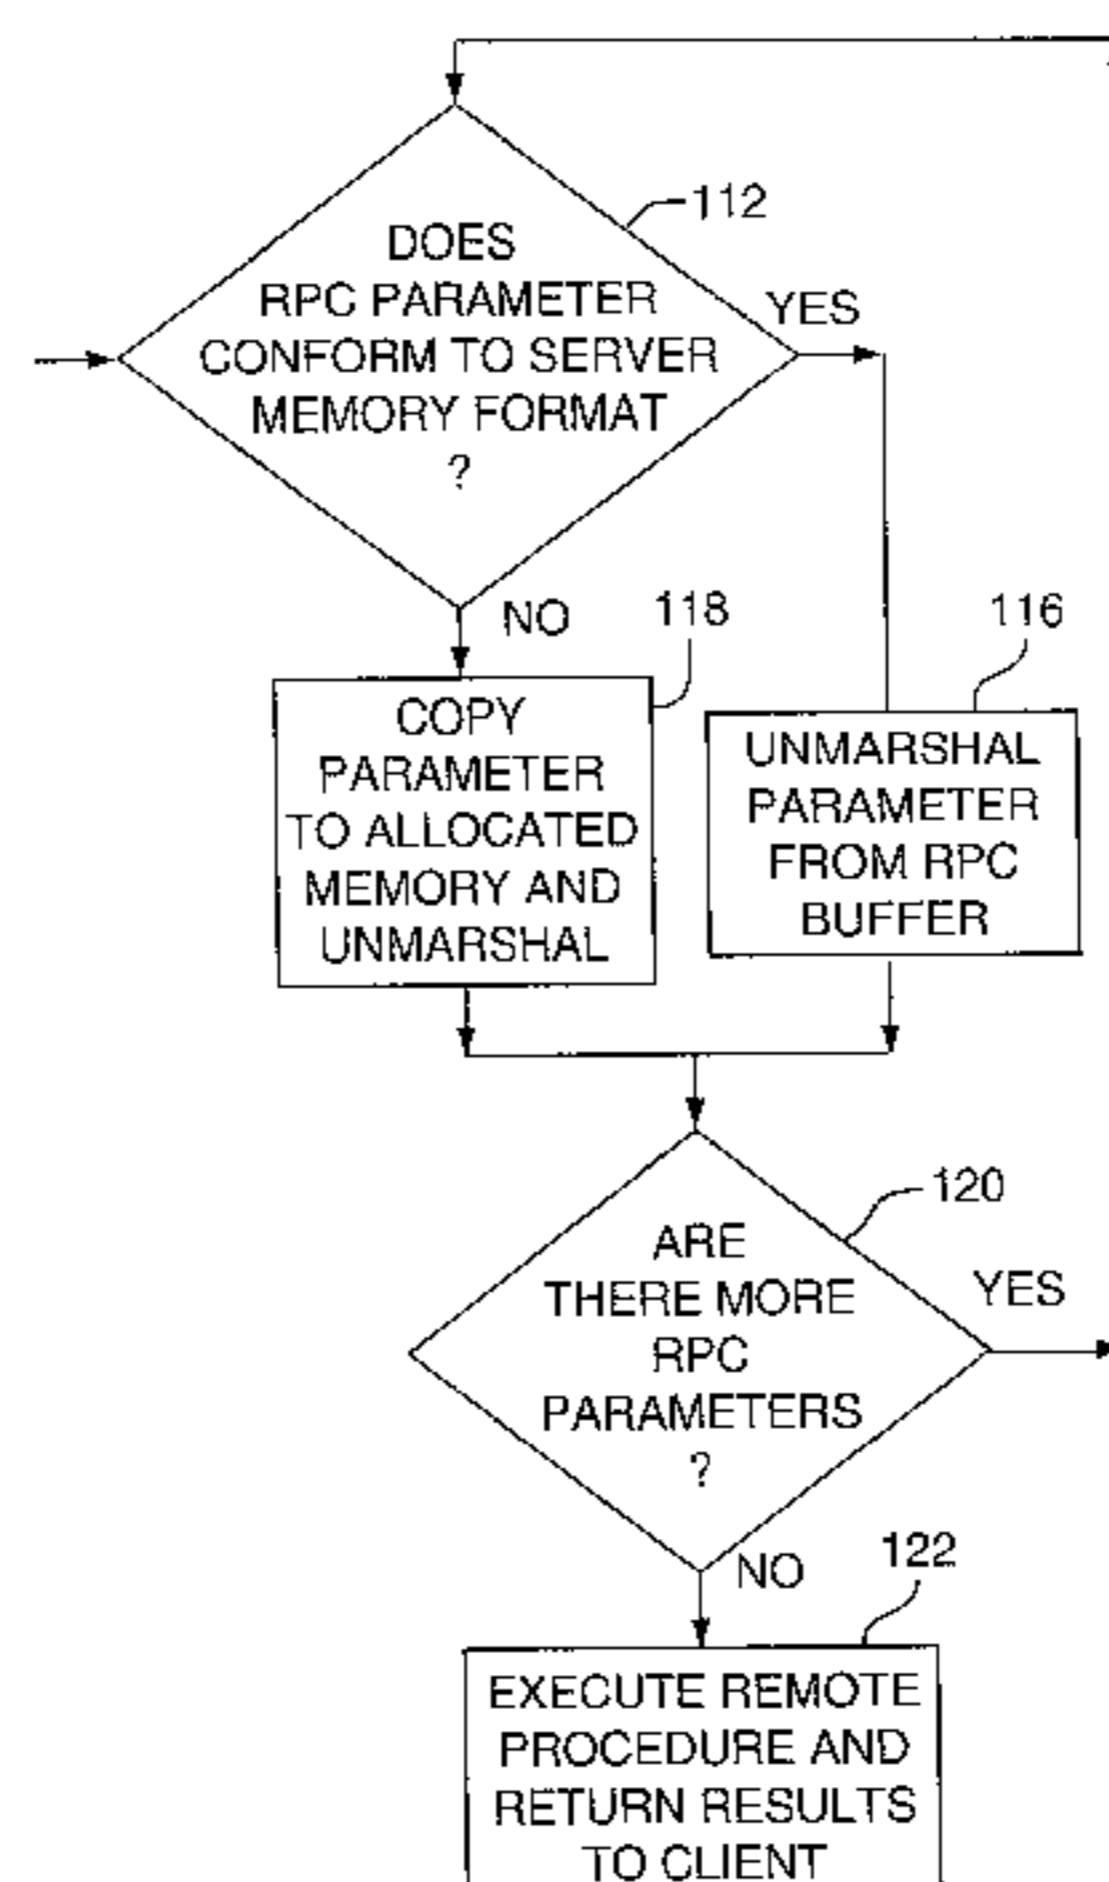 112
DOES
RPC PARAMETER
CONFORM TO SERVER
MEMORY FORMAT
?
YES
NO
118
116
COPY
PARAMETER
TO ALLOCATED
MEMORY AND
UNMARSHAL
UNMARSHAL
PARAMETER
FROM RPC
BUFFER
120
ARE
THERE MORE
RPC
PARAMETERS
?
YES
NO
122
EXECUTE REMOTE
PROCEDURE AND
RETURN RESULTS
TO CLIENT